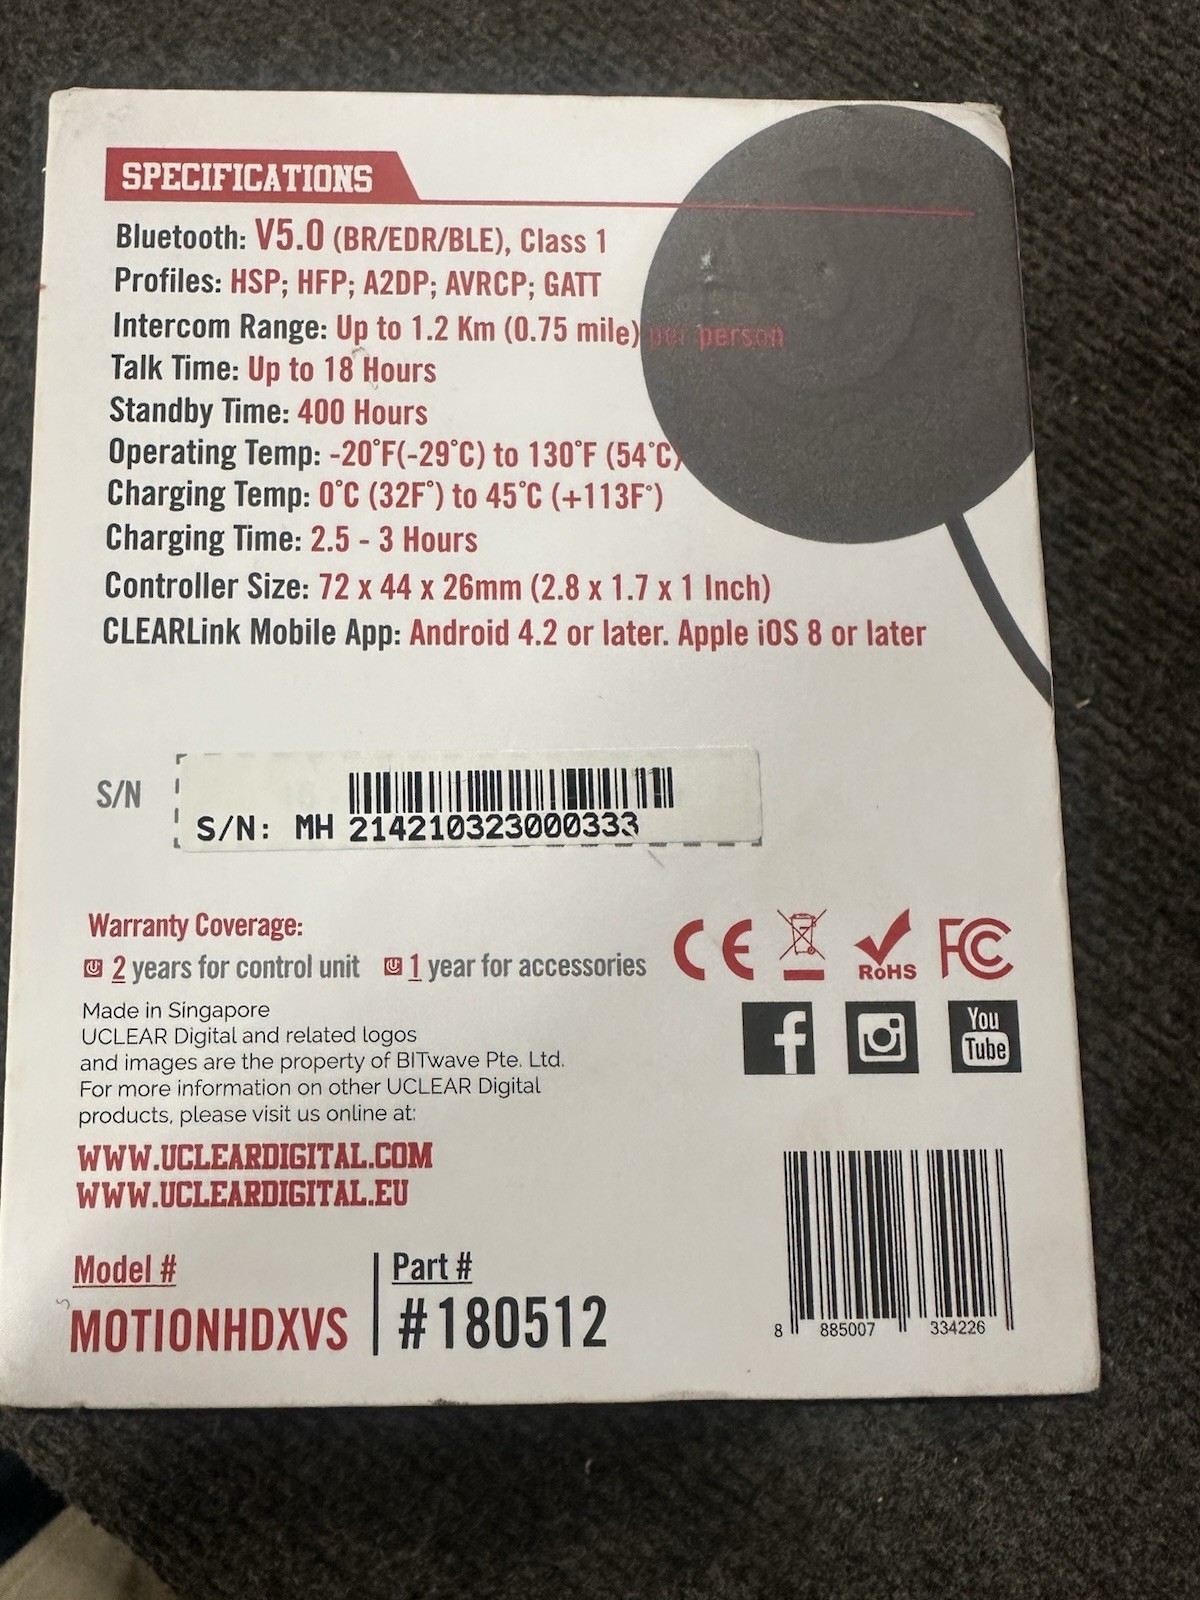 SPECIFICATIONS
Bluetooth: V5.0 (BR/EDR/BLE), Class 1
Profiles: HSP; HFP; A2DP; AVRCP; GATT
Intercom Range: Up to 1.2 Km (0.75 mile) per person
Talk Time: Up to 18 Hours
Standby Time: 400 Hours
Operating Temp: -20°F(-29°C) to 130°F (54°C)
Charging Temp: 0°C (32F°) to 45°C (+113F°)
Charging Time: 2.5 - 3 Hours
Controller Size: 72 x 44 x 26mm (2.8 x 1.7 x 1 Inch)
CLEARLink Mobile App: Android 4.2 or later. Apple iOS 8 or later
S/N
S/N: MH 214210323000333
Warranty Coverage:
2 years for control unit 1 year for accessories
CE RoHS FC
Made in Singapore
UCLEAR Digital and related logos
and images are the property of BITwave Pte. Ltd.
For more information on other UCLEAR Digital
products, please visit us online at:
f You Tube
WWW.UCLEARDIGITAL.COM
WWW.UCLEARDIGITAL.EU
Model # Part #
MOTIONHDXVS #180512
8 885007 334226